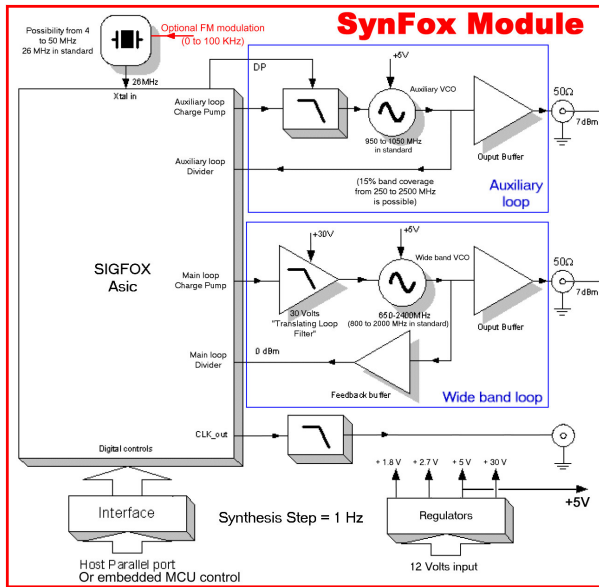 SynFox Module
Possibility from 4
to 50 MHz
26 MHz in standard
Optional FM modulation
(0 to 100 KHz)
26MHz
Xtal in
DP
+5V
Auxiliary loop
Charge Pump
Auxiliary VCO
50Ω
7dBm
950 to 1050 MHz
in standard
Ouput Buffer
Auxiliary loop
Divider
(15% band coverage
from 250 to 2500 MHz
is possible)
Auxiliary
loop
SIGFOX
Asic
+30V
+5V
Main loop
Charge Pump
Wide band VCO
50Ω
7dBm
30 Volts
"Translating Loop
Filter"
650-2400MHz
(800 to 2000 MHz in standard)
Ouput Buffer
Main loop
Divider
0 dBm
Feedback buffer
Wide band loop
CLK_out
Digital controls
+ 1.8 V
+ 2.7 V
+ 5 V
+ 30 V
+5V
Interface
Synthesis Step = 1 Hz
Regulators
Host Parallel port
Or embedded MCU control
12 Volts input